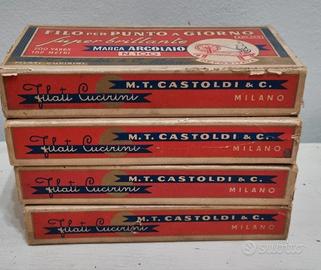 FILO PER PUNTO A GIORNO
Super brillante
MARCA ARCOLAIO
N. 100
Filati Cucirini
M.T. CASTOLDI & C.
MILANO
Filati Cucirini
M.T. CASTOLDI & C.
MILANO
Filati Cucirini
M.T. CASTOLDI & C.
MILANO
Filati Cucirini
M.T. CASTOLDI & C.
MILANO
subito